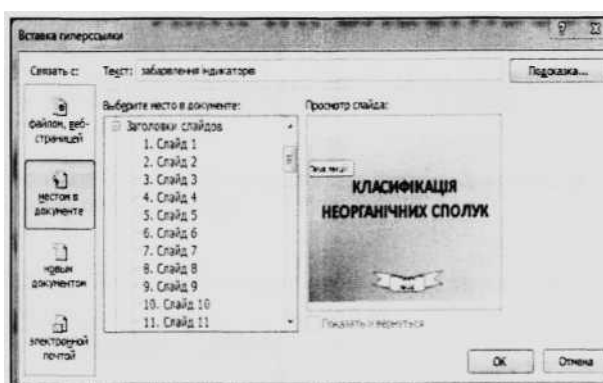 Вставка гиперссылки
Связать с:
Текст: забарвлення індикаторів
Подсказка...
файлом, веб-
страницей
местом в
документе
новым
документом
электронной
почтой
Выберите место в документе:
Заголовки слайдов
1. Слайд 1
2. Слайд 2
3. Слайд 3
4. Слайд 4
5. Слайд 5
6. Слайд 6
7. Слайд 7
8. Слайд 8
9. Слайд 9
10. Слайд 10
11. Слайд 11
Просмотр слайда:
КЛАСИФІКАЦІЯ
НЕОРГАНІЧНИХ СПОЛУК
Показать и вернуться
ОК
Отмена